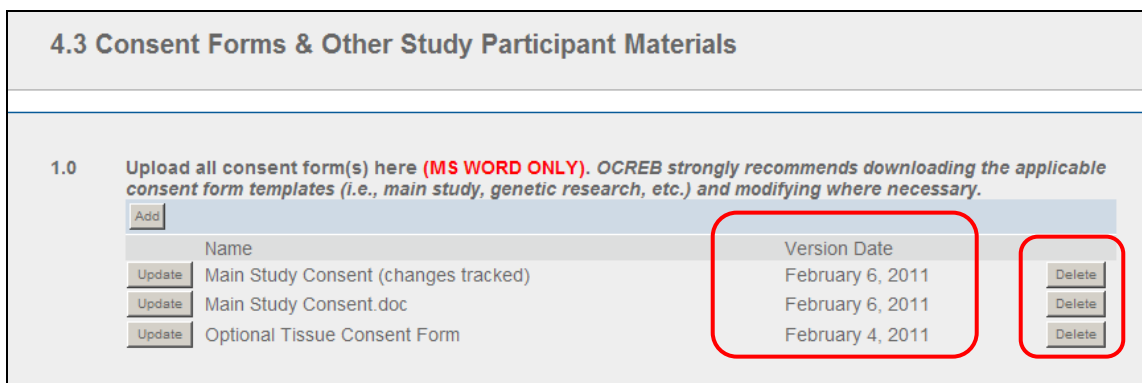 4.3 Consent Forms & Other Study Participant Materials
1.0 Upload all consent form(s) here (MS WORD ONLY). OCREB strongly recommends downloading the applicable
consent form templates (i.e., main study, genetic research, etc.) and modifying where necessary.
Add
Name Version Date
Update Main Study Consent (changes tracked) February 6, 2011 Delete
Update Main Study Consent.doc February 6, 2011 Delete
Update Optional Tissue Consent Form February 4, 2011 Delete